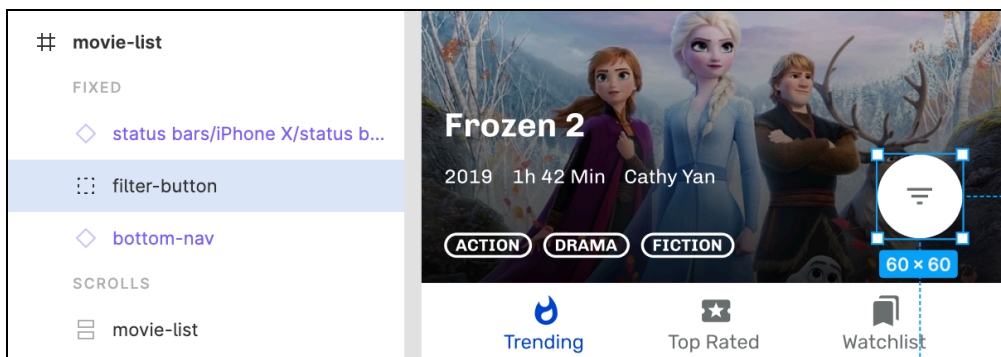 movie-list
FIXED
status bars/iPhone X/status b...
filter-button
bottom-nav
SCROLLS
movie-list
Frozen 2
2019 1h 42 Min Cathy Yan
ACTION DRAMA FICTION
60 × 60
Trending Top Rated Watchlist